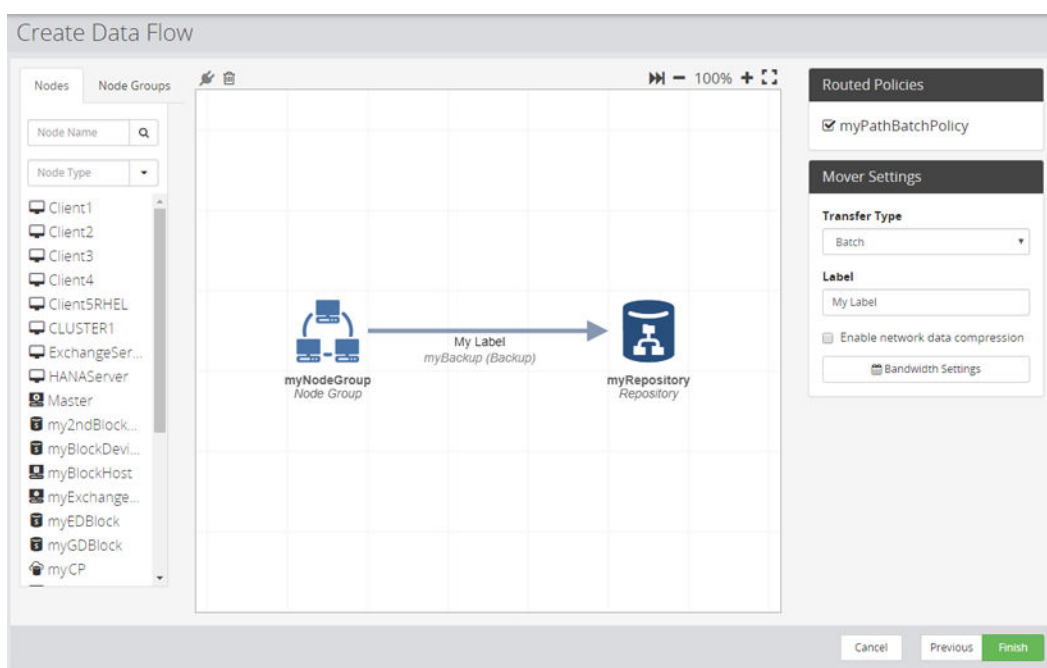 Create Data Flow
Nodes
Node Groups
Node Name
Node Type
Client1
Client2
Client3
Client4
Client5RHEL
CLUSTER1
ExchangeSer...
HANAServer
Master
my2ndBlock...
myBlockDevi...
myBlockHost
myExchange...
myEDBlock
myGDBlock
myCP
100%
My Label
myBackup (Backup)
myNodeGroup
Node Group
myRepository
Repository
Routed Policies
myPathBatchPolicy
Mover Settings
Transfer Type
Batch
Label
My Label
Enable network data compression
Bandwidth Settings
Cancel
Previous
Finish